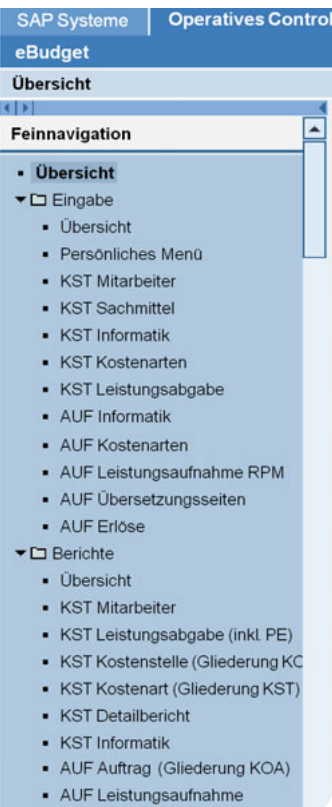 SAP Systeme Operatives Control
eBudget
Übersicht
Feinnavigation
Übersicht
Eingabe
Übersicht
Persönliches Menü
KST Mitarbeiter
KST Sachmittel
KST Informatik
KST Kostenarten
KST Leistungsabgabe
AUF Informatik
AUF Kostenarten
AUF Leistungsaufnahme RPM
AUF Übersetzungsseiten
AUF Erlöse
Berichte
Übersicht
KST Mitarbeiter
KST Leistungsabgabe (inkl. PE)
KST Kostenstelle (Gliederung KO
KST Kostenart (Gliederung KST)
KST Detailbericht
KST Informatik
AUF Auftrag (Gliederung KOA)
AUF Leistungsaufnahme